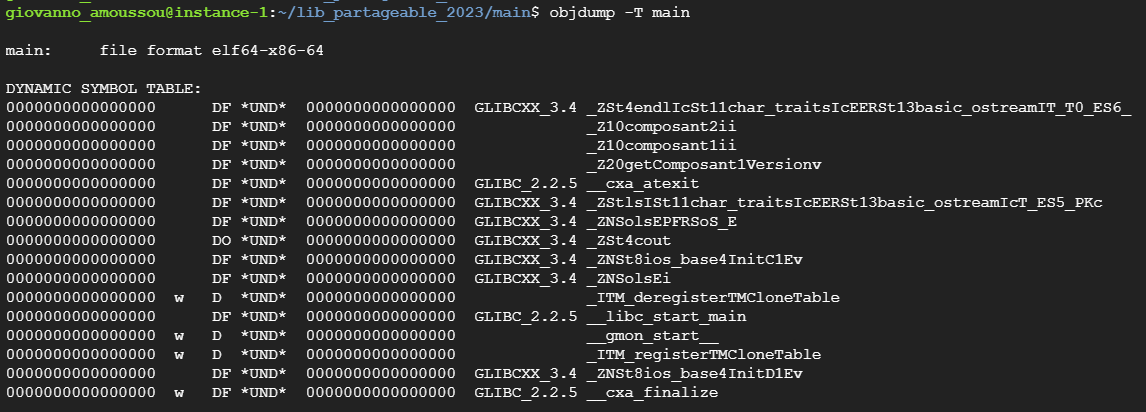 giovanno_amoussou@instance-1:~/lib_partageable_2023/main$ objdump -T main
main:     file format elf64-x86-64
DYNAMIC SYMBOL TABLE:
0000000000000000      DF *UND*  0000000000000000  GLIBCXX_3.4 _ZSt4endlIcSt11char_traitsIcEERSt13basic_ostreamIT_T0_ES6_
0000000000000000      DF *UND*  0000000000000000              _Z10composant2ii
0000000000000000      DF *UND*  0000000000000000              _Z10composant1ii
0000000000000000      DF *UND*  0000000000000000              _Z20getComposant1Versionv
0000000000000000      DF *UND*  0000000000000000  GLIBC_2.2.5 __cxa_atexit
0000000000000000      DF *UND*  0000000000000000  GLIBCXX_3.4 _ZStlsISt11char_traitsIcEERSt13basic_ostreamIcT_ES5_PKc
0000000000000000      DF *UND*  0000000000000000  GLIBCXX_3.4 _ZNSolsEPFRSoS_E
0000000000000000      DO *UND*  0000000000000000  GLIBCXX_3.4 _ZSt4cout
0000000000000000      DF *UND*  0000000000000000  GLIBCXX_3.4 _ZNSt8ios_base4InitC1Ev
0000000000000000      DF *UND*  0000000000000000  GLIBCXX_3.4 _ZNSolsEi
0000000000000000  w   D  *UND*  0000000000000000              _ITM_deregisterTMCloneTable
0000000000000000      DF *UND*  0000000000000000  GLIBC_2.2.5 __libc_start_main
0000000000000000  w   D  *UND*  0000000000000000              __gmon_start__
0000000000000000  w   D  *UND*  0000000000000000              _ITM_registerTMCloneTable
0000000000000000      DF *UND*  0000000000000000  GLIBCXX_3.4 _ZNSt8ios_base4InitD1Ev
0000000000000000  w   DF *UND*  0000000000000000  GLIBC_2.2.5 __cxa_finalize